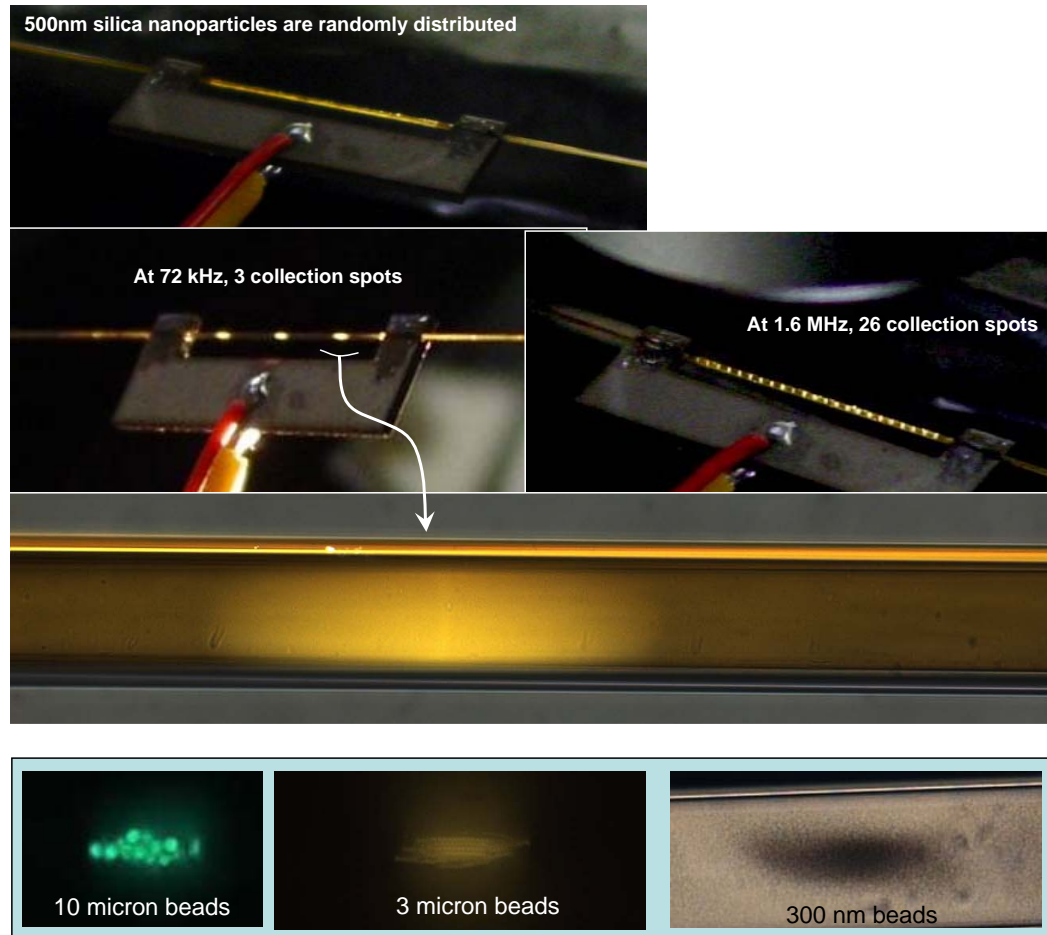 500nm silica nanoparticles are randomly distributed
At 72 kHz, 3 collection spots
At 1.6 MHz, 26 collection spots
10 micron beads
3 micron beads
300 nm beads